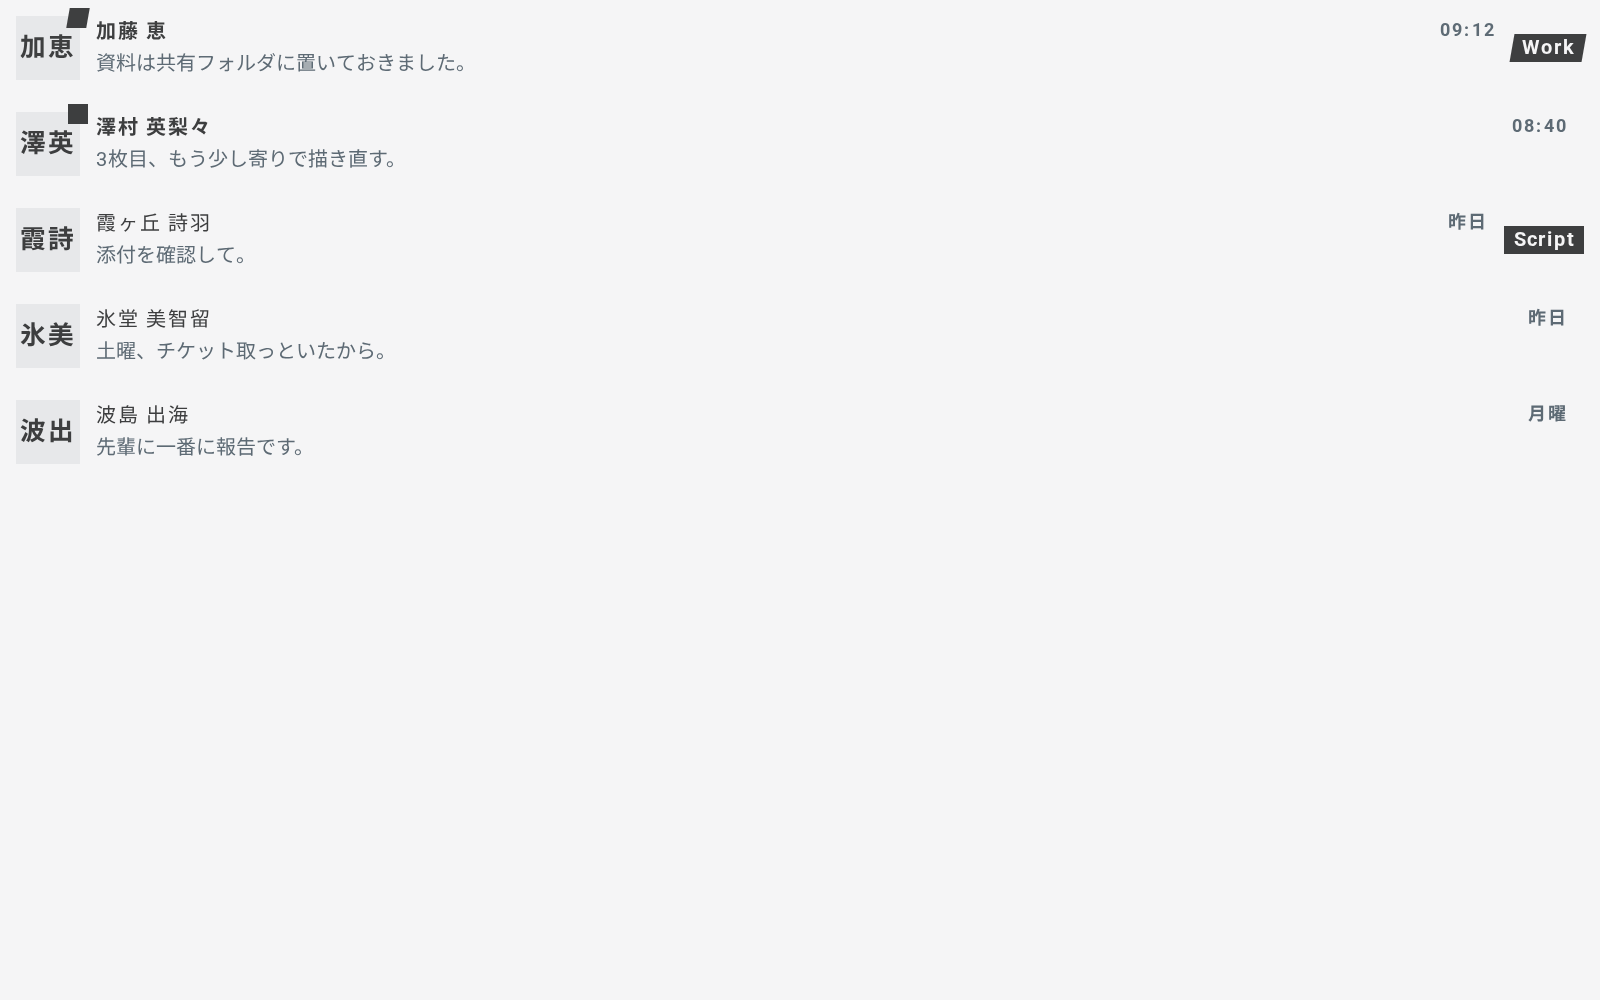 加恵
加藤 恵
資料は共有フォルダに置いておきました。
09:12
Work
澤英
澤村 英梨々
3枚目、もう少し寄りで描き直す。
08:40
霞詩
霞ヶ丘 詩羽
添付を確認して。
昨日
Script
氷美
氷堂 美智留
土曜、チケット取っといたから。
昨日
波出
波島 出海
先輩に一番に報告です。
月曜